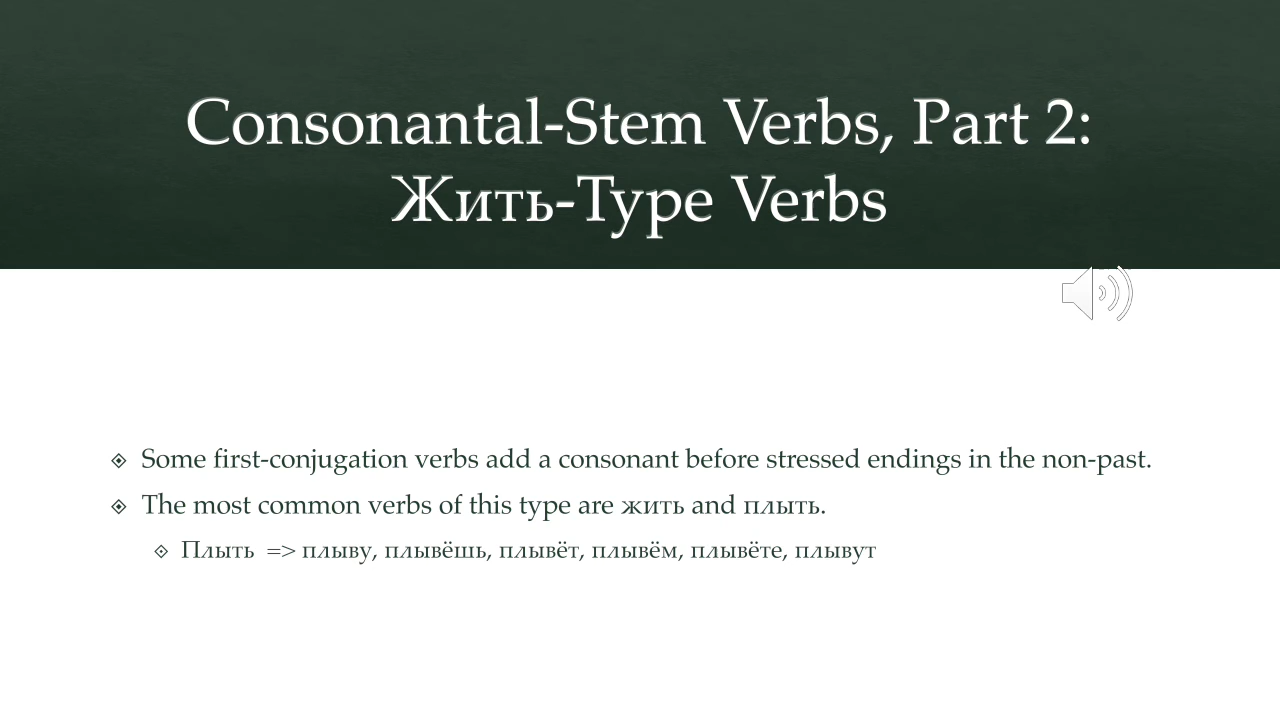 Consonantal-Stem Verbs, Part 2:
Жить-Type Verbs
Some first-conjugation verbs add a consonant before stressed endings in the non-past.
The most common verbs of this type are жить and плыть.
Плыть => плыву, плывёшь, плывёт, плывём, плывёте, плывут